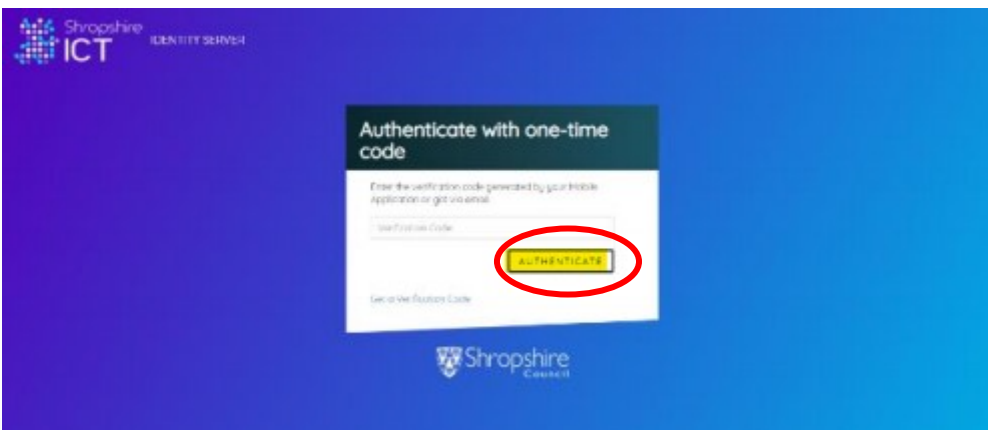 Shropshire
ICT
IDENTITY SERVER
Authenticate with one-time
code
Enter the verification code generated by your Mobile
Application or got via email
Verification Code
AUTHENTICATE
Get a Verification Code
Shropshire
Council